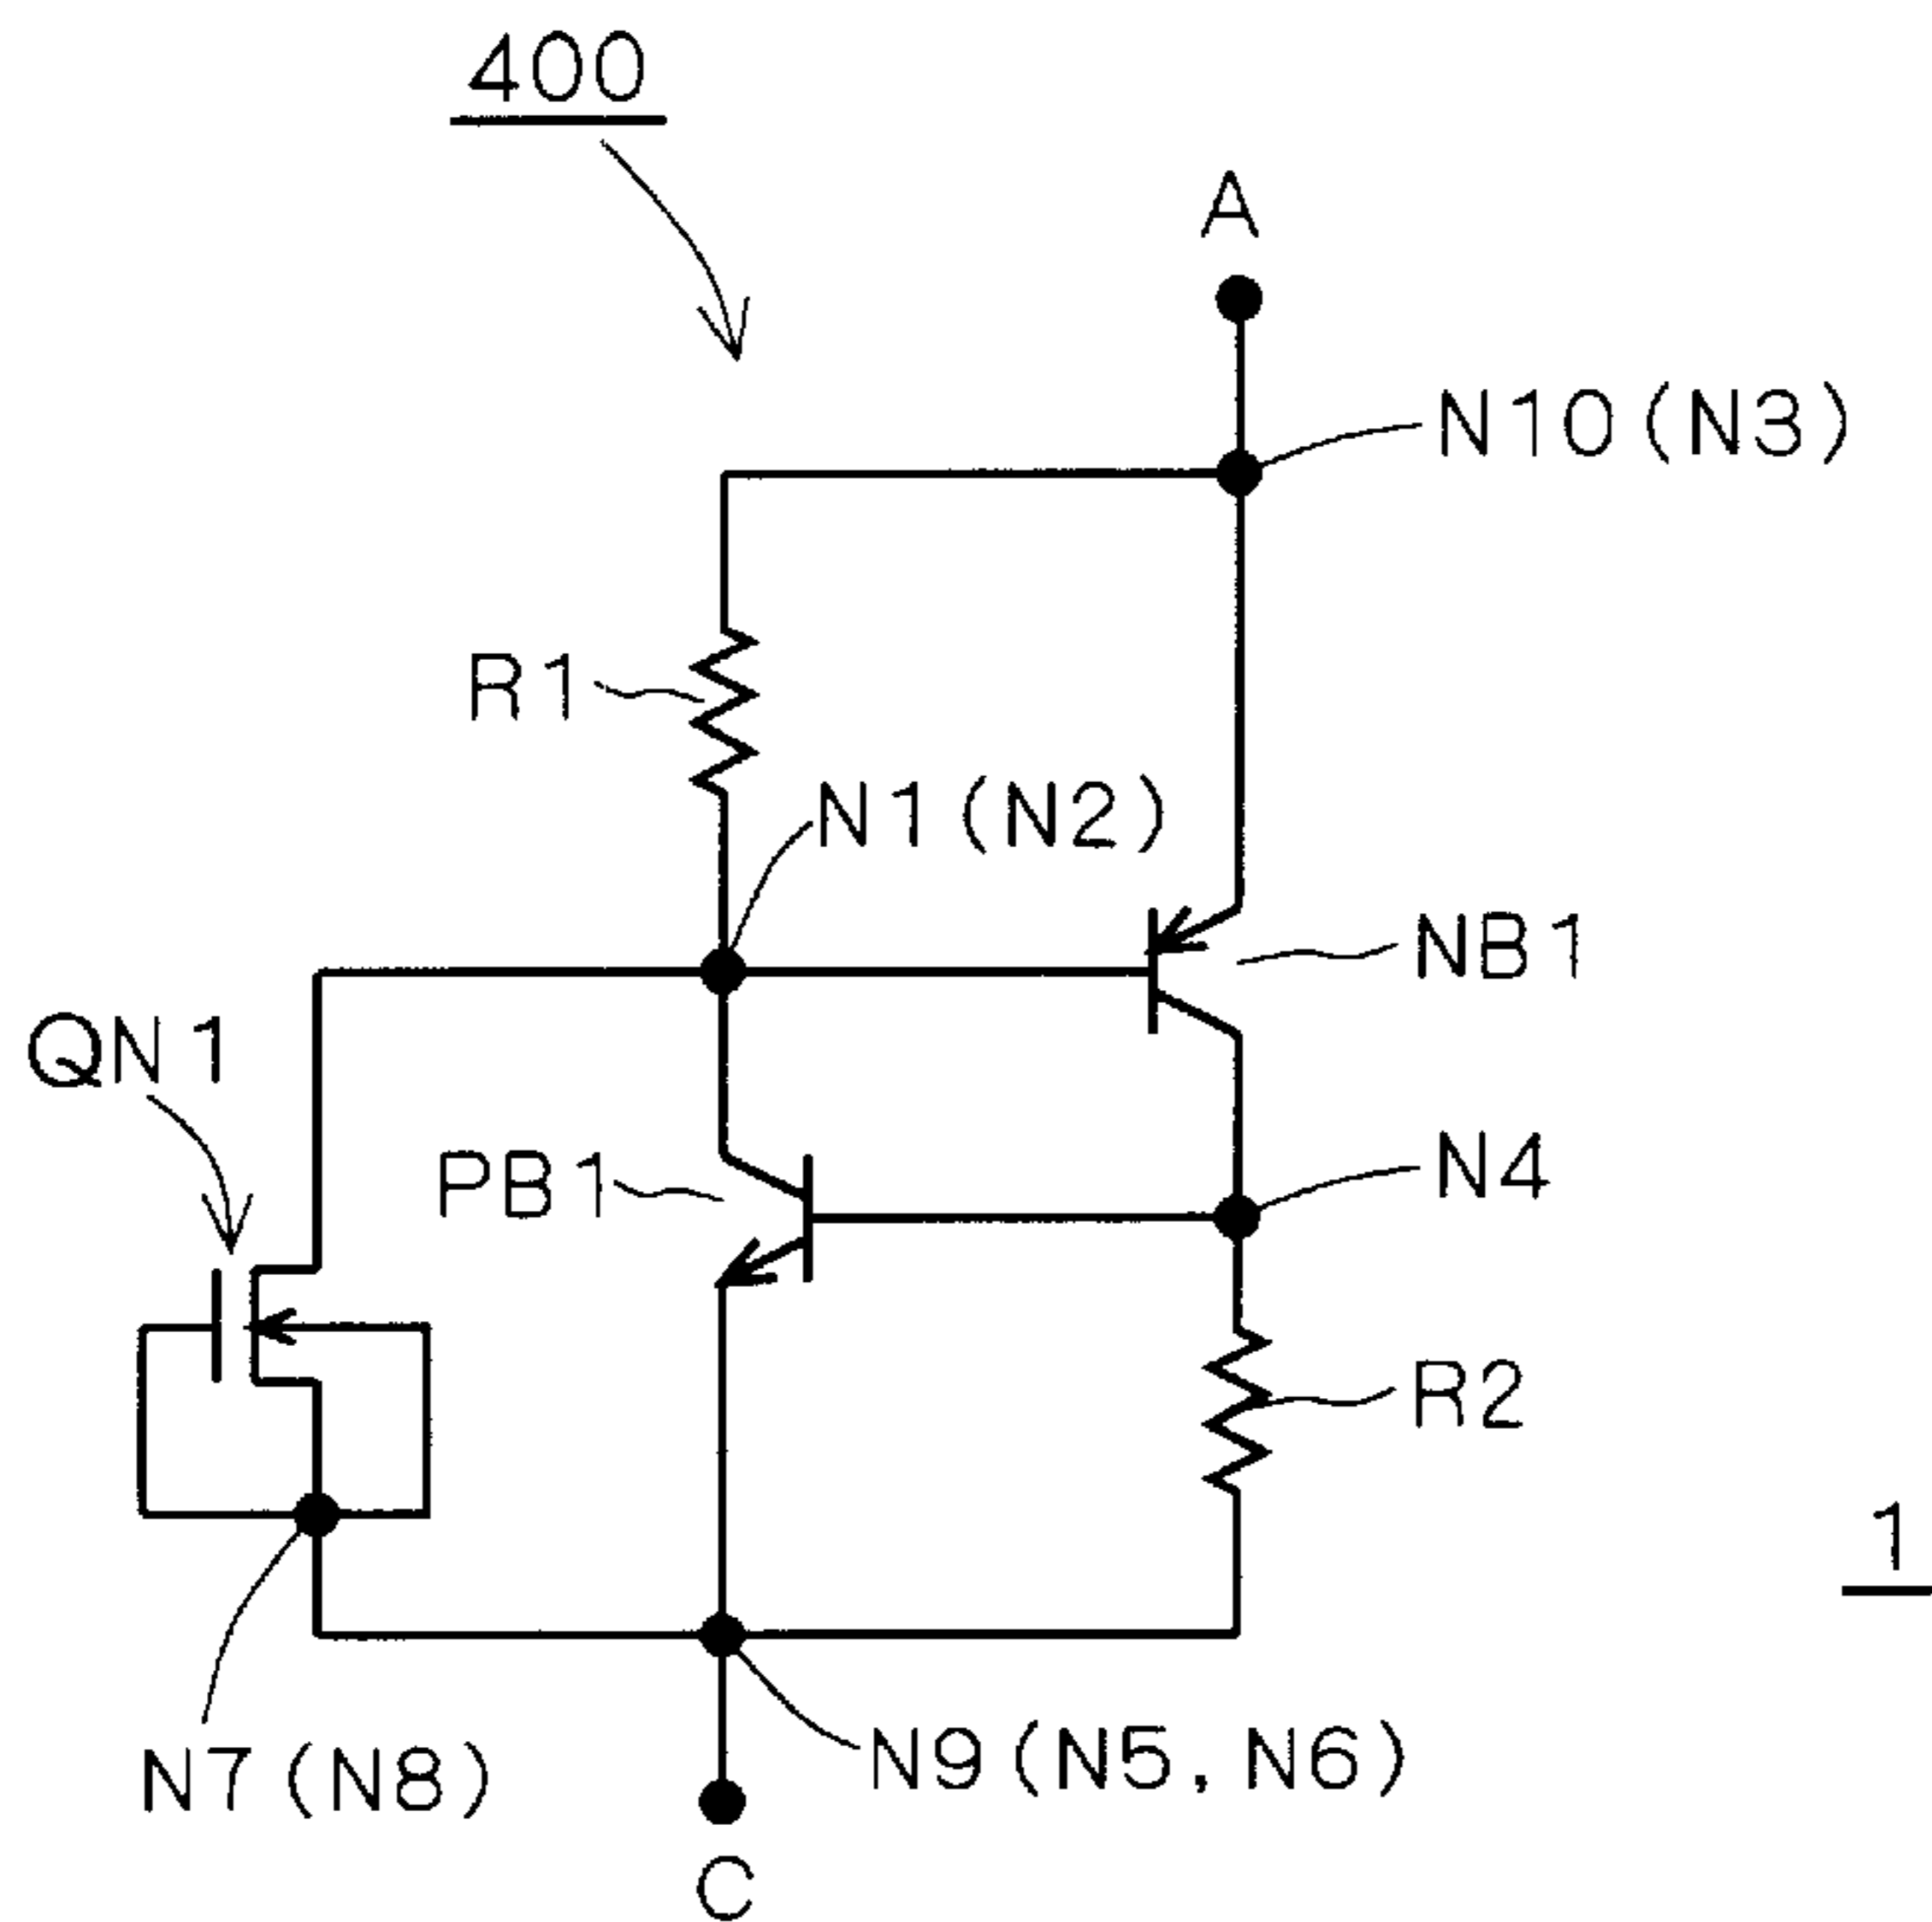 400
A
N10(N3)
R1
N1(N2)
NB1
QN1
PB1
N4
R2
1
N7(N8)
N9(N5,N6)
C